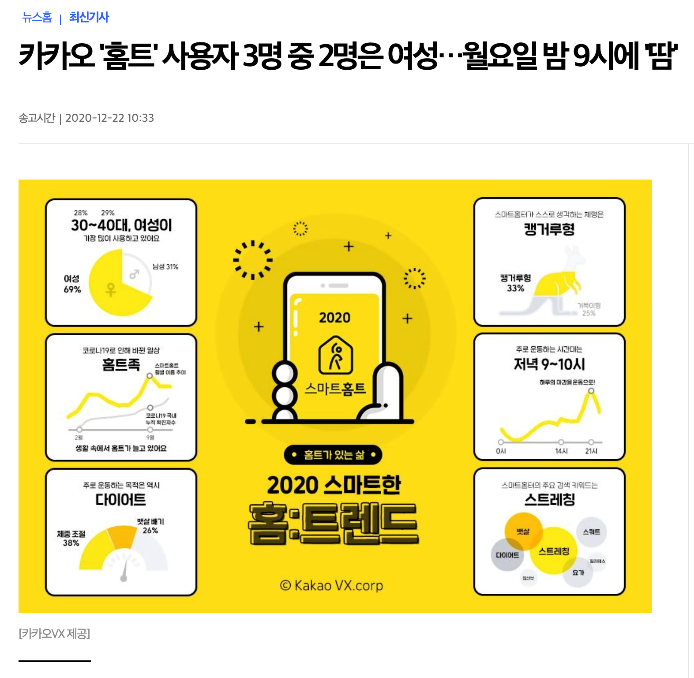 뉴스홈 | 최신기사
카카오 '홈트' 사용자 3명 중 2명은 여성…월요일 밤 9시에 '땀'
송고시간 | 2020-12-22 10:33
28% 29%
30~40대, 여성이
가장 많이 사용하고 있어요
남성 31%
여성
69%
코로나19로 인해 바뀐 일상
홈트족
스마트홈트
월별 이용 추이
코로나19 국내
누적 확진자수
2월 9월
생활 속에서 홈트가 늘고 있어요
주로 운동하는 목적은 역시
다이어트
뱃살 빼기
26%
체중 조절
38%
2020
스마트홈트
홈트가 있는 삶
2020 스마트한
홈:트렌드
© Kakao VX.corp
스마트홈터가 스스로 생각하는 체형은
캥거루형
캥거루형
33%
거북이형
25%
주로 운동하는 시간대는
저녁 9~10시
하루의 마감을 운동으로!
0시 14시 21시
스마트홈터의 주요 검색 키워드는
스트레칭
뱃살
스쿼트
다이어트
스트레칭
필라테스
요가
[카카오VX 제공]